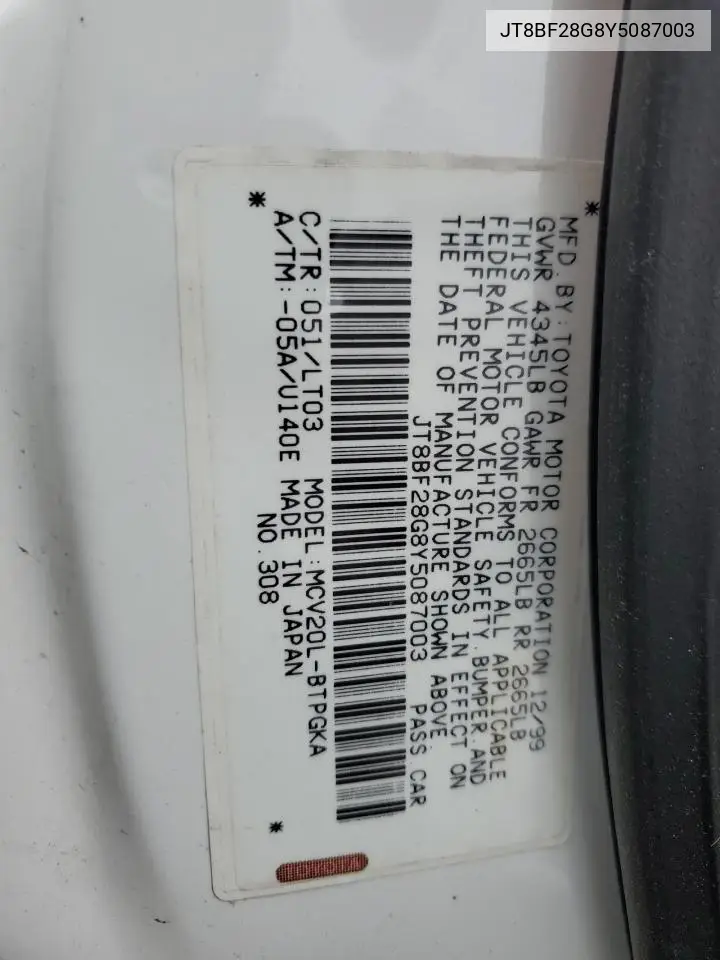 JT8BF28G8Y5087003
MFD. BY: TOYOTA MOTOR CORPORATION 12/99
GVWR 4345LB GAWR FR 2665LB RR 2665LB
THIS VEHICLE CONFORMS TO ALL APPLICABLE
FEDERAL MOTOR VEHICLE SAFETY. BUMPER. AND
THEFT PREVENTION STANDARDS IN EFFECT ON
THE DATE OF MANUFACTURE SHOWN ABOVE.
JT8BF28G8Y5087003 PASS. CAR
C/TR: 051/LT03 MODEL: MCV20L-BTPGKA
A/TM: -05A/U140E MADE IN JAPAN
NO. 308